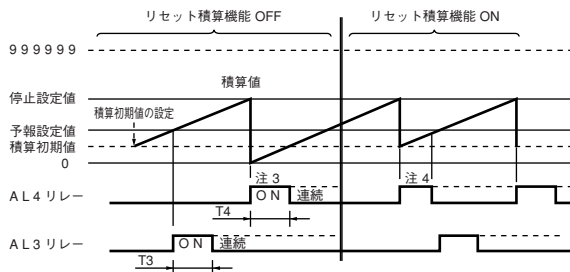 リセット積算機能 OFF
リセット積算機能 ON
999999
積算値
停止設定値
積算初期値の設定
予報設定値
積算初期値
0
注 3
注 4
AL4 リレー
ON
連続
T4
AL3 リレー
ON
連続
T3